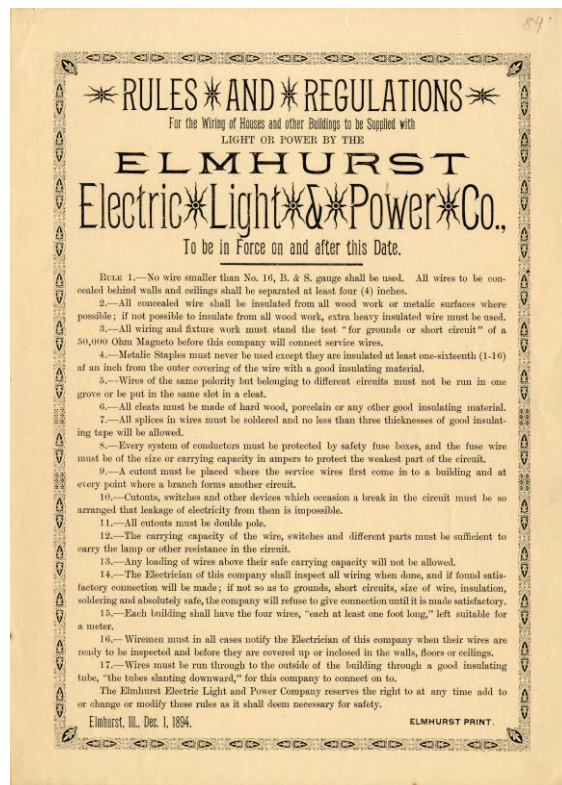 84'
RULES AND REGULATIONS
For the Wiring of Houses and other Buildings to be Supplied with
LIGHT OR POWER BY THE
ELMHURST
Electric Light & Power Co.,
To be in Force on and after this Date.
RULE 1.—No wire smaller than No. 16, B. & S. gauge shall be used. All wires to be con-
cealed behind walls and ceilings shall be separated at least four (4) inches.
2.—All concealed wire shall be insulated from all wood work or metalic surfaces where
possible; if not possible to insulate from all wood work, extra heavy insulated wire must be used.
3.—All wiring and fixture work must stand the test "for grounds or short circuit" of a
50,000 Ohm Magneto before this company will connect service wires.
4.—Metalic Staples must never be used except they are insulated at least one-sixteenth (1-16)
af an inch from the outer covering of the wire with a good insulating material.
5.—Wires of the same polority but belonging to different circuits must not be run in one
grove or be put in the same slot in a cleat.
6.—All cleats must be made of hard wood, porcelain or any other good insulating material.
7.—All splices in wires must be soldered and no less than three thicknesses of good insulat-
ing tape will be allowed.
8.—Every system of conductors must be protected by safety fuse boxes, and the fuse wire
must be of the size or carrying capacity in ampers to protect the weakest part of the circuit.
9.—A cutout must be placed where the service wires first come in to a building and at
every point where a branch forms another circuit.
10.—Cutouts, switches and other devices which occasion a break in the circuit must be so
arranged that leakage of electricity from them is impossible.
11.—All cutouts must be double pole.
12.—The carrying capacity of the wire, switches and different parts must be sufficient to
carry the lamp or other resistance in the circuit.
13.—Any loading of wires above their safe carrying capacity will not be allowed.
14.—The Electrician of this company shall inspect all wiring when done, and if found satis-
factory connection will be made; if not so as to grounds, short circuits, size of wire, insulation,
soldering and absolutely safe, the company will refuse to give connection until it is made satisfactory.
15.—Each building shall have the four wires, "each at least one foot long," left suitable for
a meter.
16.—Wiremen must in all cases notify the Electrician of this company when their wires are
ready to be inspected and before they are covered up or inclosed in the walls, floors or ceilings.
17.—Wires must be run through to the outside of the building through a good insulating
tube, "the tubes slanting downward," for this company to connect on to.
The Elmhurst Electric Light and Power Company reserves the right to at any time add to
or change or modify these rules as it shall deem necessary for safety.
Elmhurst, Ill., Dec. 1, 1894.
ELMHURST PRINT.